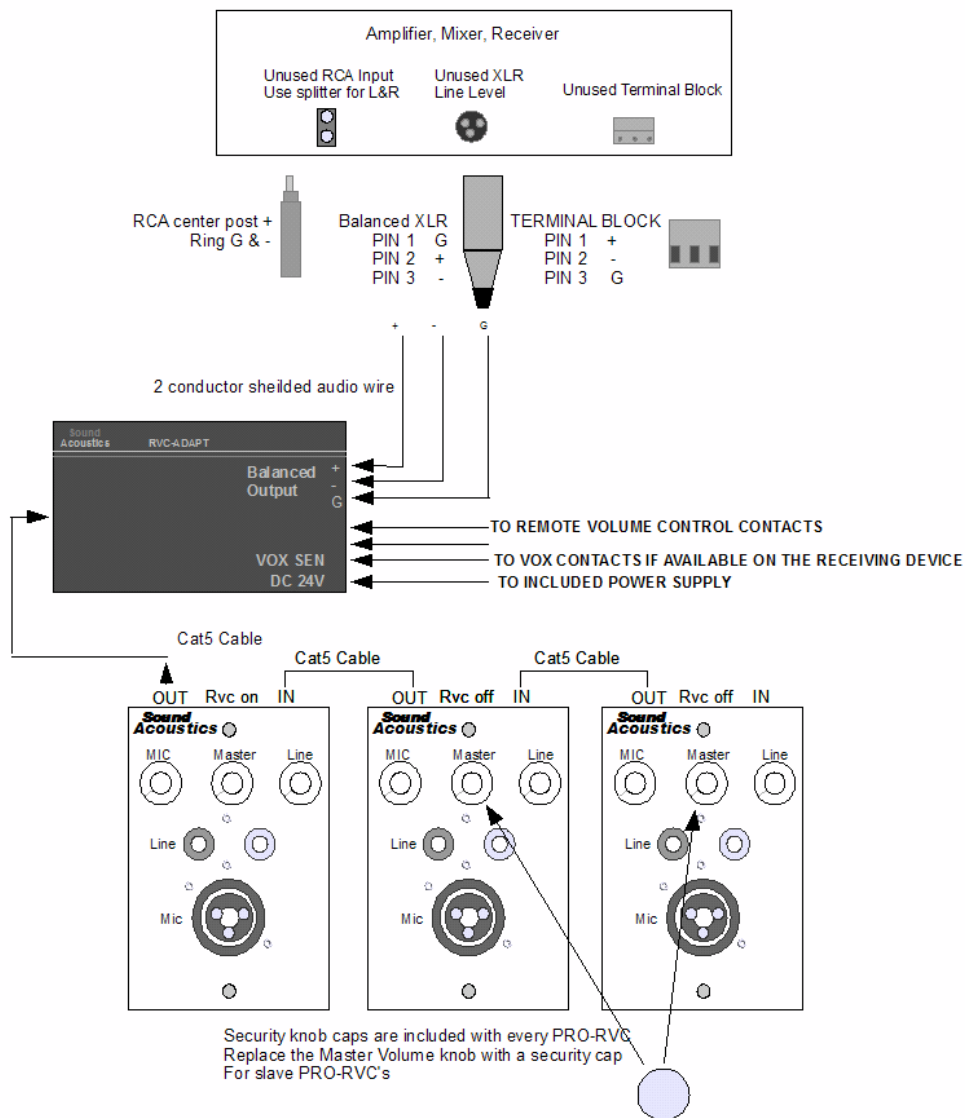 Amplifier, Mixer, Receiver
Unused RCA Input
Use splitter for L&R
Unused XLR
Line Level
Unused Terminal Block
RCA center post +
Ring G & -
Balanced XLR
PIN 1 G
PIN 2 +
PIN 3 -
TERMINAL BLOCK
PIN 1 +
PIN 2 -
PIN 3 G
+ - G
2 conductor sheilded audio wire
Sound
Acoustics RVC-ADAPT
Balanced +
Output -
G
TO REMOTE VOLUME CONTROL CONTACTS
VOX SEN TO VOX CONTACTS IF AVAILABLE ON THE RECEIVING DEVICE
DC 24V TO INCLUDED POWER SUPPLY
Cat5 Cable
Cat5 Cable
Cat5 Cable
OUT Rvc on IN
Sound
Acoustics
MIC Master Line
Line
Mic
OUT Rvc off IN
Sound
Acoustics
MIC Master Line
Line
Mic
OUT Rvc off IN
Sound
Acoustics
MIC Master Line
Line
Mic
Security knob caps are included with every PRO-RVC
Replace the Master Volume knob with a security cap
For slave PRO-RVC's